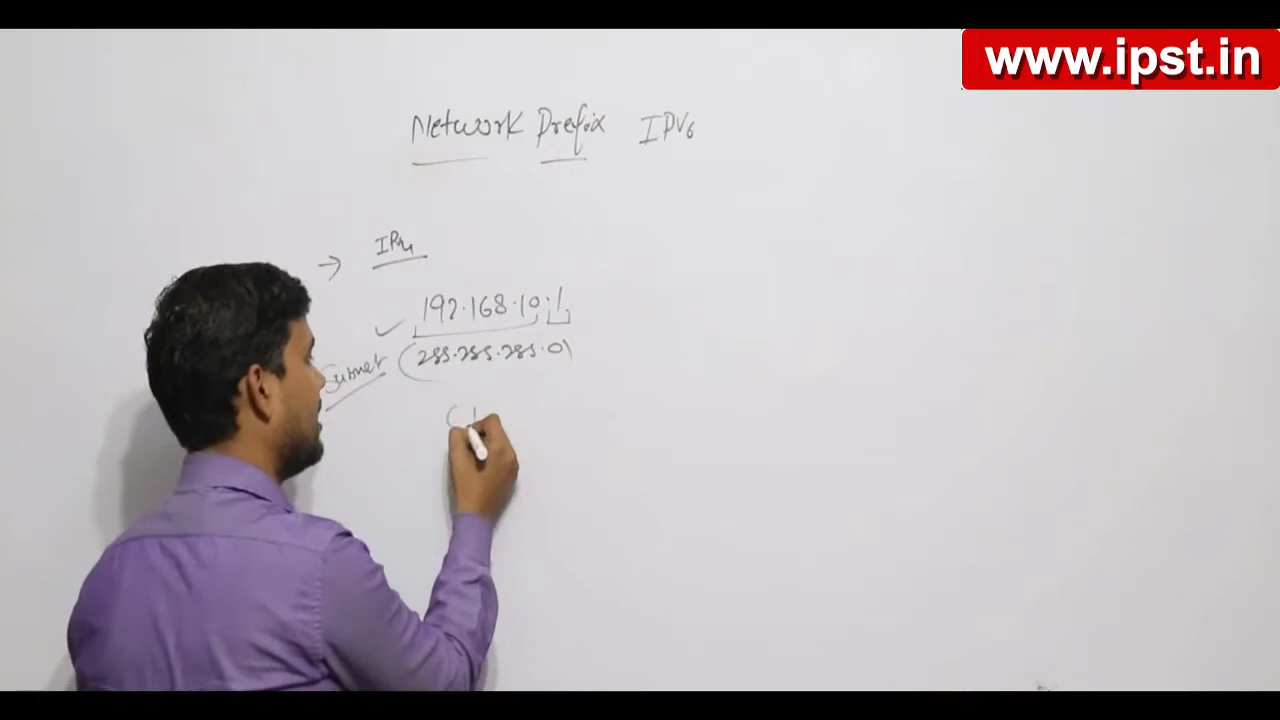 www.ipst.in
Network Prefix IPV6
→ IPV4
✓ 192.168.10.1
Subnet (255.255.255.0)
(